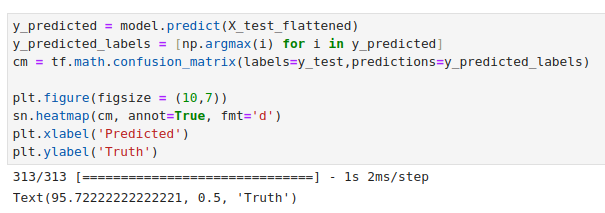 y_predicted = model.predict(X_test_flattened)
y_predicted_labels = [np.argmax(i) for i in y_predicted]
cm = tf.math.confusion_matrix(labels=y_test,predictions=y_predicted_labels)
plt.figure(figsize = (10,7))
sn.heatmap(cm, annot=True, fmt='d')
plt.xlabel('Predicted')
plt.ylabel('Truth')
313/313 [==============================] - 1s 2ms/step
Text(95.72222222222221, 0.5, 'Truth')